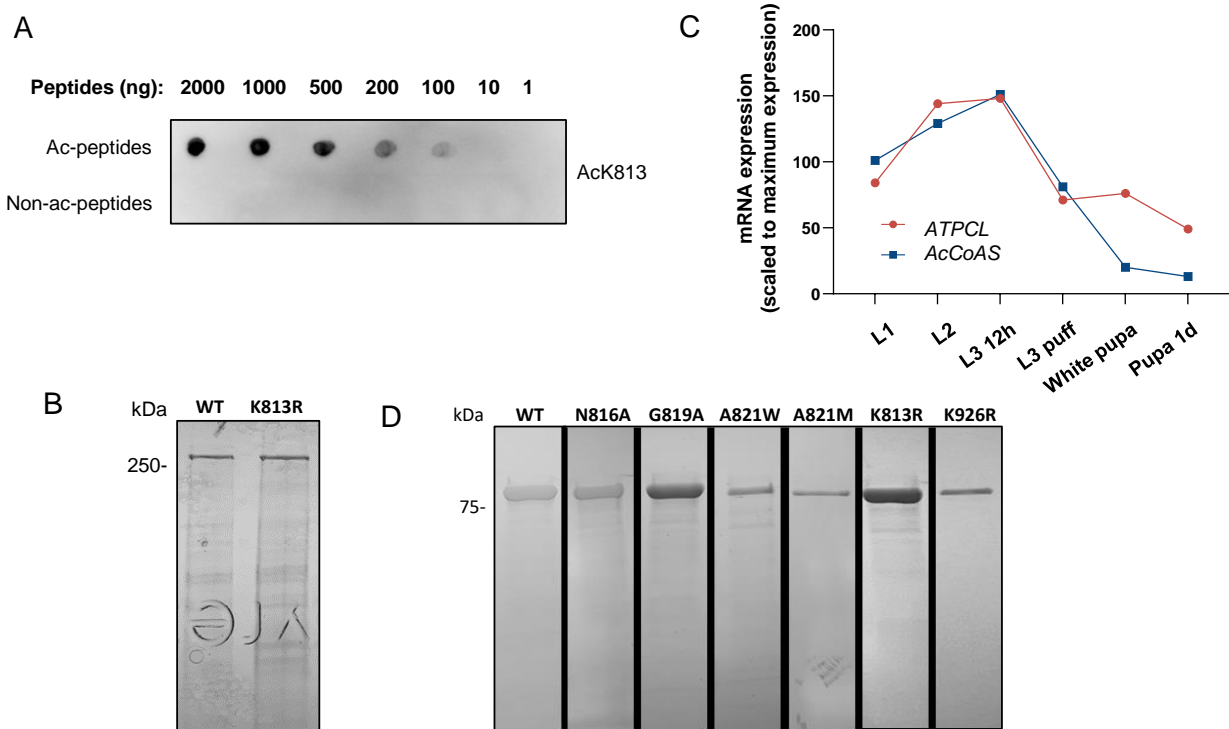 A
Peptides (ng): 2000 1000 500 200 100 10 1
Ac-peptides
Non-ac-peptides
AcK813
B
kDa
WT K813R
250-
C
mRNA expression
(scaled to maximum expression)
200
150
100
50
0
ATPCL
AcCoAS
L1
L2
L3 12h
L3 puff
White pupa
Pupa 1d
D
kDa
WT N816A G819A A821W A821M K813R K926R
75-